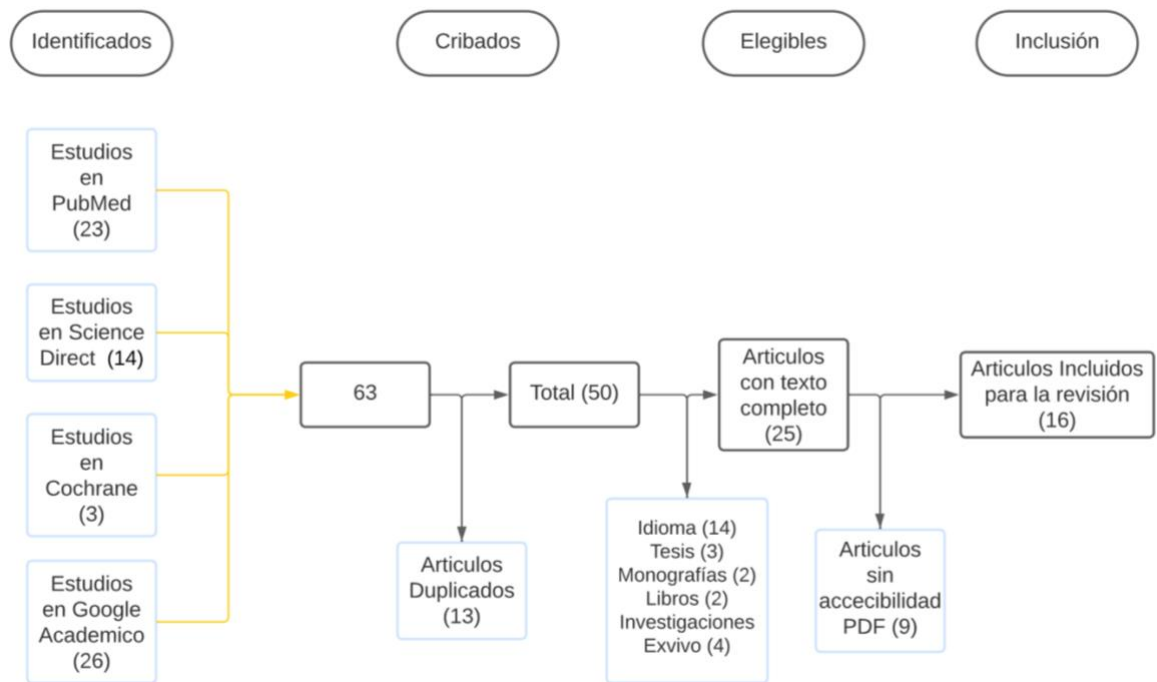 Identificados
Cribados
Elegibles
Inclusión
Estudios
en
PubMed
(23)
Estudios
en Science
Direct (14)
Estudios
en
Cochrane
(3)
Estudios
en Google
Academico
(26)
63
Articulos
Duplicados
(13)
Total (50)
Idioma (14)
Tesis (3)
Monografías (2)
Libros (2)
Investigaciones
Exvivo (4)
Articulos
con texto
completo
(25)
Articulos
sin
accecibilidad
PDF (9)
Articulos Incluidos
para la revisión
(16)